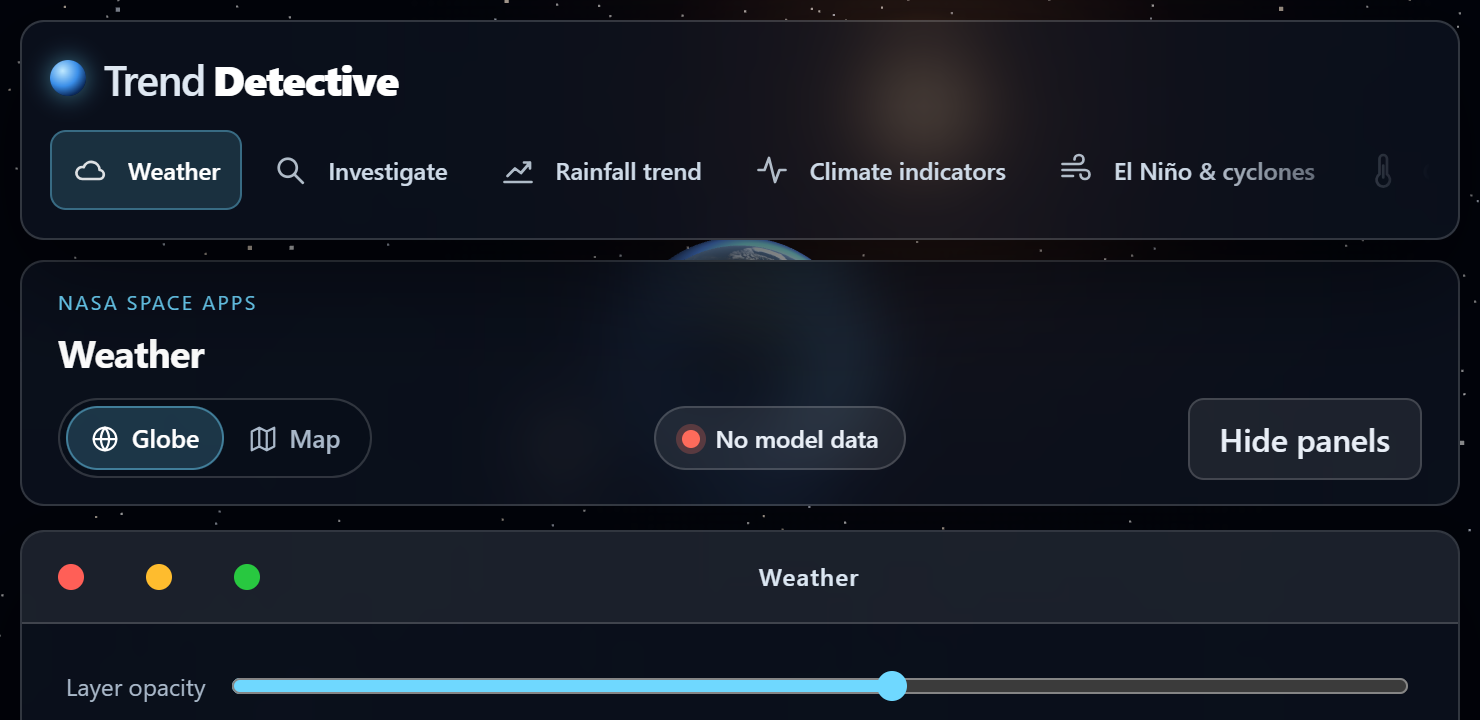 Trend Detective
Weather
Investigate
Rainfall trend
Climate indicators
El Niño & cyclones
NASA SPACE APPS
Weather
Globe
Map
No model data
Hide panels
Weather
Layer opacity